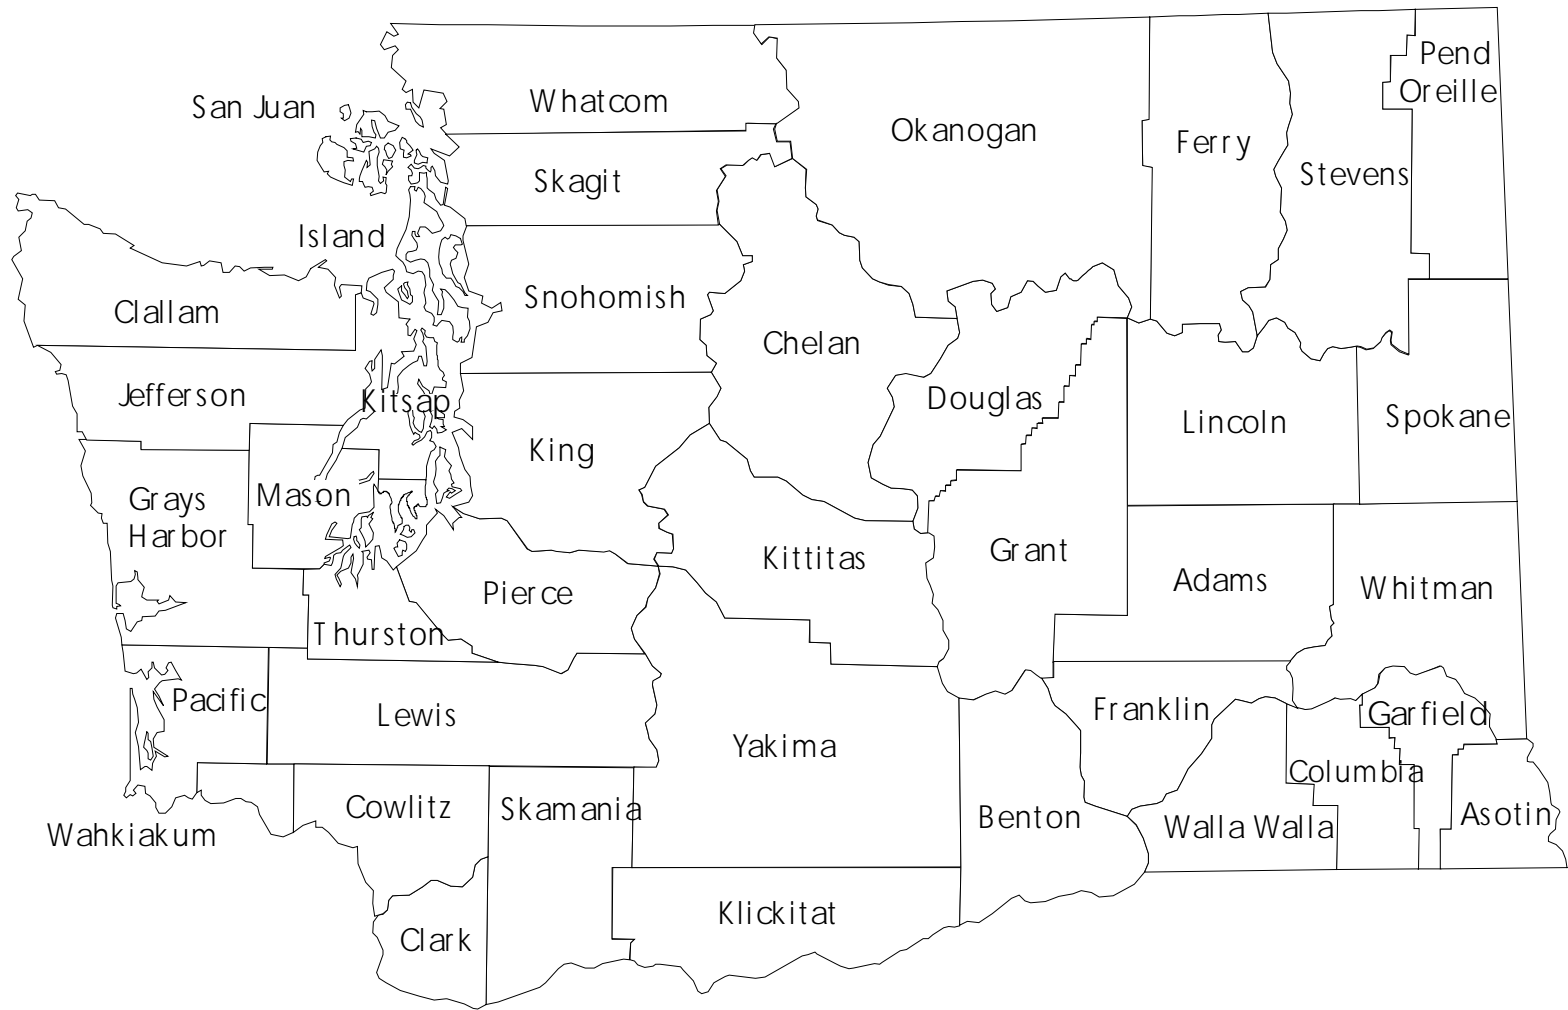 Pend
Oreille
San Juan
Whatcom
Okanogan
Ferry
Stevens
Skagit
Island
Snohomish
Clallam
Chelan
Jefferson
Kitsap
Douglas
Lincoln
Spokane
King
Grays
Harbor
Mason
Kittitas
Grant
Adams
Whitman
Pierce
Thurston
Pacific
Lewis
Yakima
Franklin
Garfield
Columbia
Cowlitz
Skamania
Benton
Walla Walla
Asotin
Wahkiakum
Klickitat
Clark